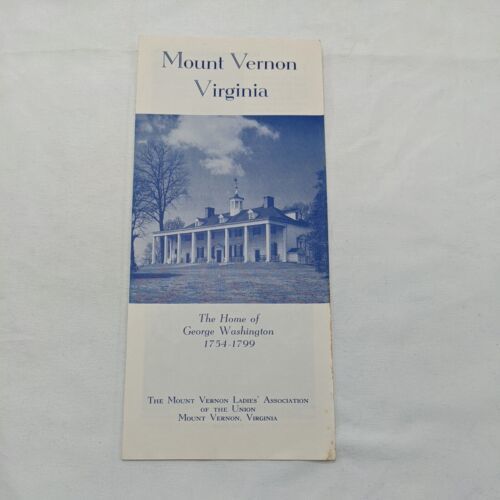 Mount Vernon
Virginia
The Home of
George Washington
1754-1799
The Mount Vernon Ladies' Association
of the Union
Mount Vernon, Virginia